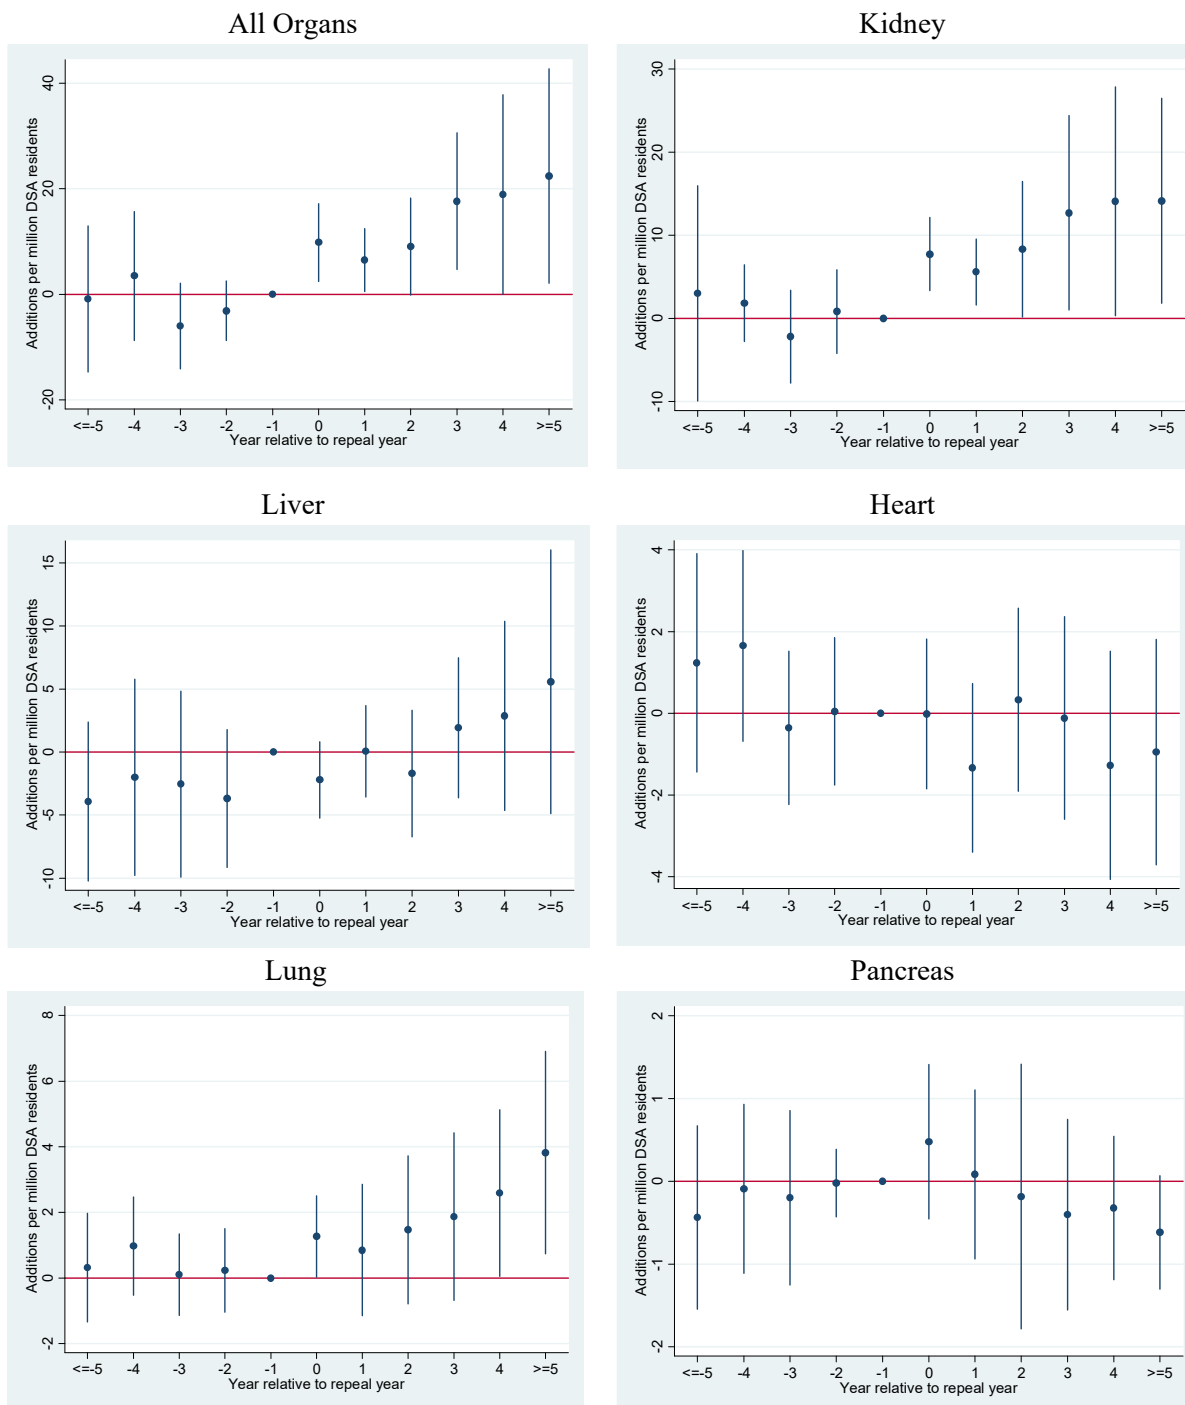 All Organs
Additions per million DSA residents
40
20
0
-20
<=-5 -4 -3 -2 -1 0 1 2 3 4 >=5
Year relative to repeal year
Kidney
Additions per million DSA residents
30
20
10
0
-10
<=-5 -4 -3 -2 -1 0 1 2 3 4 >=5
Year relative to repeal year
Liver
Additions per million DSA residents
15
10
5
0
-5
-10
<=-5 -4 -3 -2 -1 0 1 2 3 4 >=5
Year relative to repeal year
Heart
Additions per million DSA residents
4
2
0
-2
-4
<=-5 -4 -3 -2 -1 0 1 2 3 4 >=5
Year relative to repeal year
Lung
Additions per million DSA residents
8
6
4
2
0
-2
<=-5 -4 -3 -2 -1 0 1 2 3 4 >=5
Year relative to repeal year
Pancreas
Additions per million DSA residents
2
1
0
-1
-2
<=-5 -4 -3 -2 -1 0 1 2 3 4 >=5
Year relative to repeal year